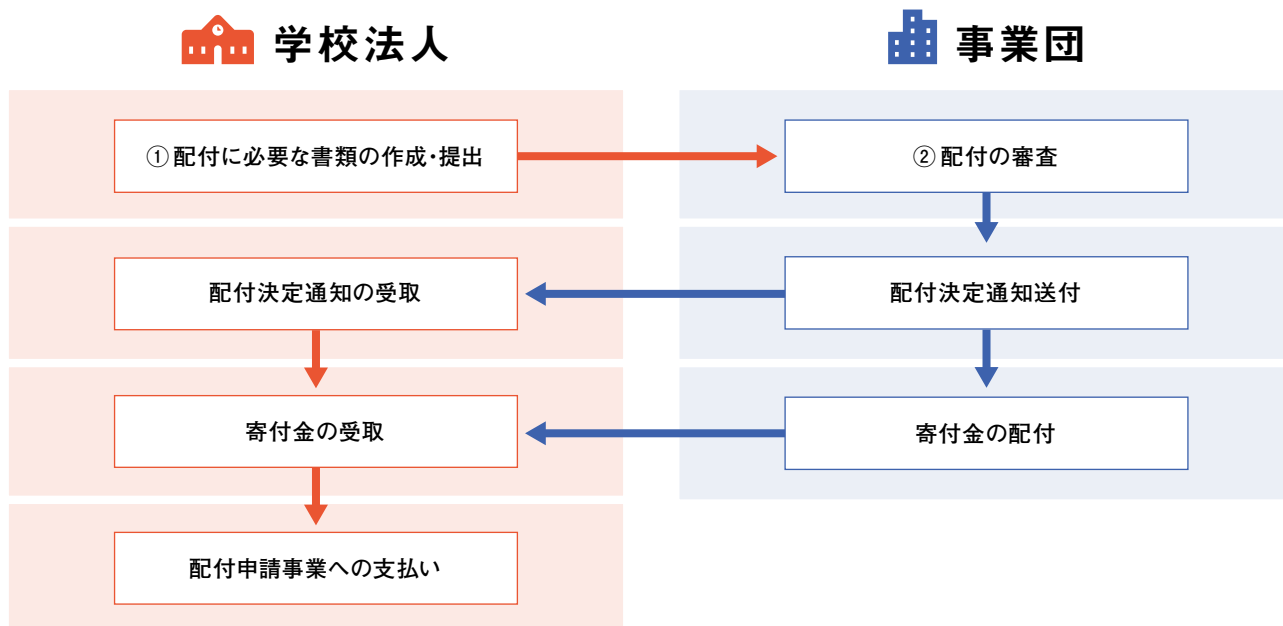 学校法人
事業団
①配付に必要な書類の作成・提出
②配付の審査
配付決定通知の受取
配付決定通知送付
寄付金の受取
寄付金の配付
配付申請事業への支払い